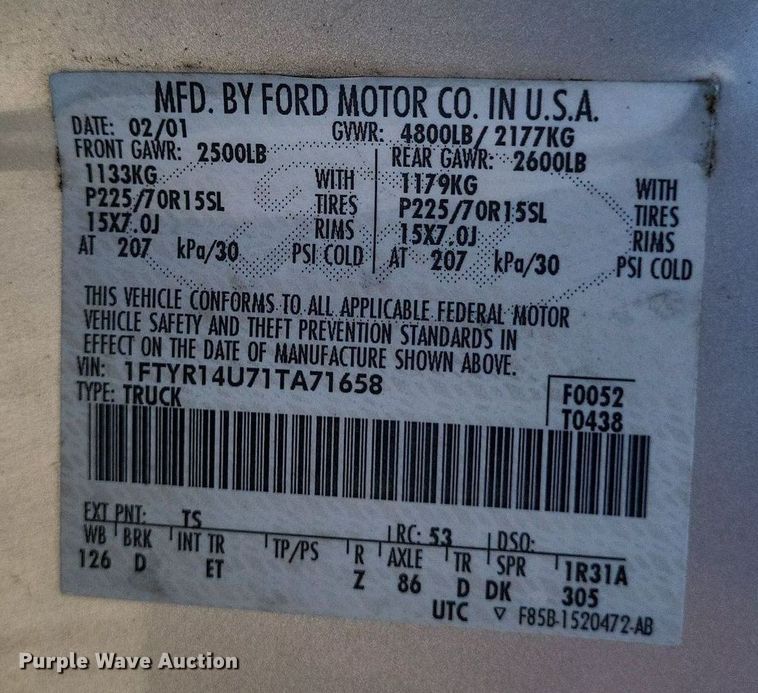 MFD. BY FORD MOTOR CO. IN U.S.A.
DATE: 02/01 GVWR: 4800LB/ 2177KG
FRONT GAWR: 2500LB REAR GAWR: 2600LB
1133KG WITH 1179KG WITH
P225/70R15SL TIRES P225/70R15SL TIRES
15X7.0J RIMS 15X7.0J RIMS
AT 207 kPa/30 PSI COLD AT 207 kPa/30 PSI COLD
THIS VEHICLE CONFORMS TO ALL APPLICABLE FEDERAL MOTOR
VEHICLE SAFETY AND THEFT PREVENTION STANDARDS IN
EFFECT ON THE DATE OF MANUFACTURE SHOWN ABOVE.
VIN: 1FTYR14U71TA71658 F0052
TYPE: TRUCK T0438
EXT PNT: TS RC: 53 DSO:
WB BRK INT TR TP/PS R AXLE TR SPR 1R31A
126 D ET Z 86 D DK 305
UTC ▽ F85B-1520472-AB
Purple Wave Auction